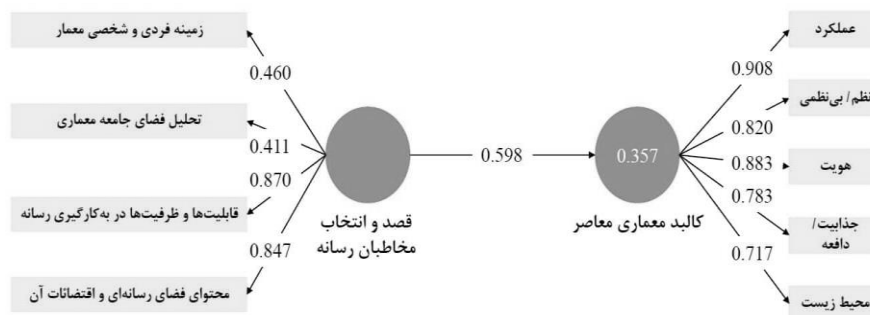 زمینه فردی و شخصی معمار
0.460
تحلیل فضای جامعه معماری
0.411
0.870
قابلیت‌ها و ظرفیت‌ها در به‌کارگیری رسانه
0.847
محتوای فضای رسانه‌ای و اقتضائات آن
قصد و انتخاب
مخاطبان رسانه
0.598
0.357
کالبد معماری معاصر
عملکرد
0.908
نظم/ بی‌نظمی
0.820
هویت
0.883
0.783
جذابیت/
دافعه
0.717
محیط زیست